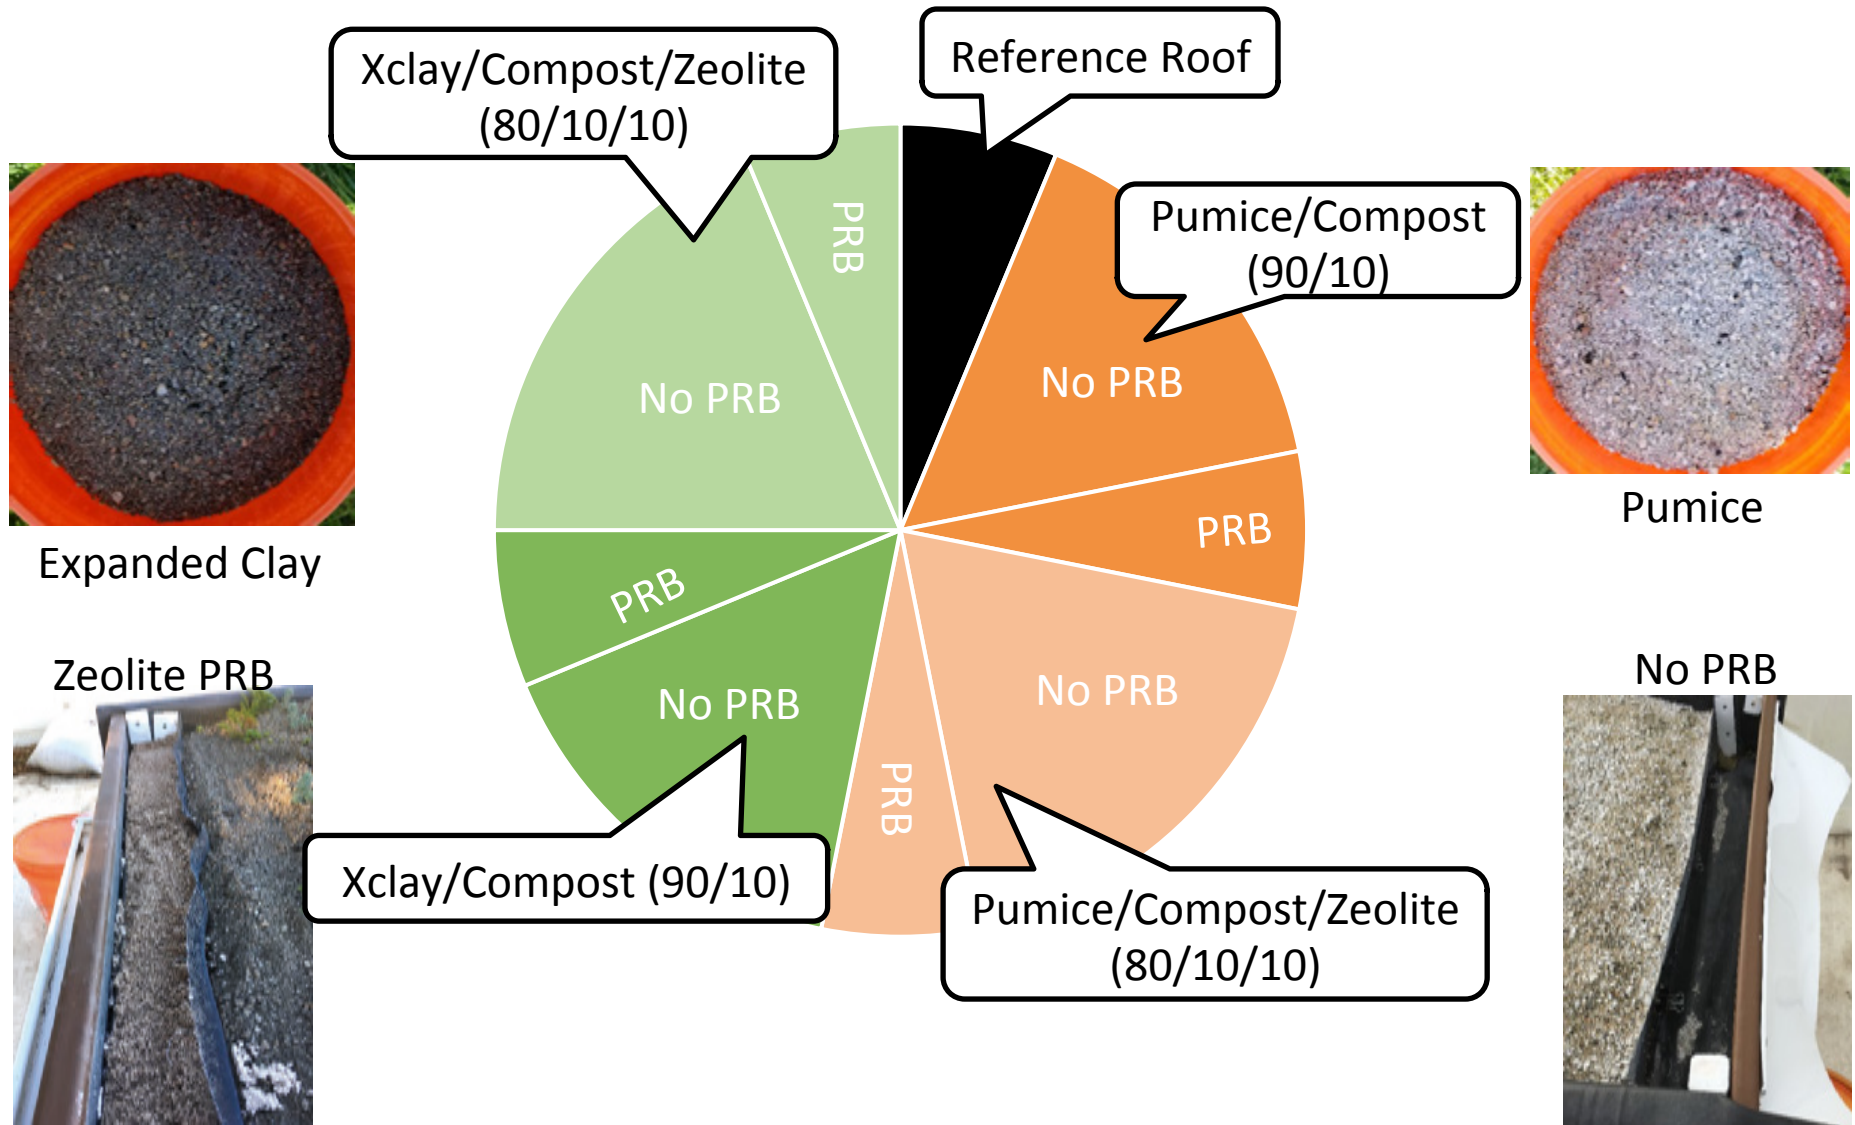 Xclay/Compost/Zeolite
(80/10/10)
Reference Roof
Pumice/Compost
(90/10)
PRB
No PRB
No PRB
PRB
Pumice
Expanded Clay
PRB
Zeolite PRB
No PRB
No PRB
No PRB
PRB
Xclay/Compost (90/10)
Pumice/Compost/Zeolite
(80/10/10)